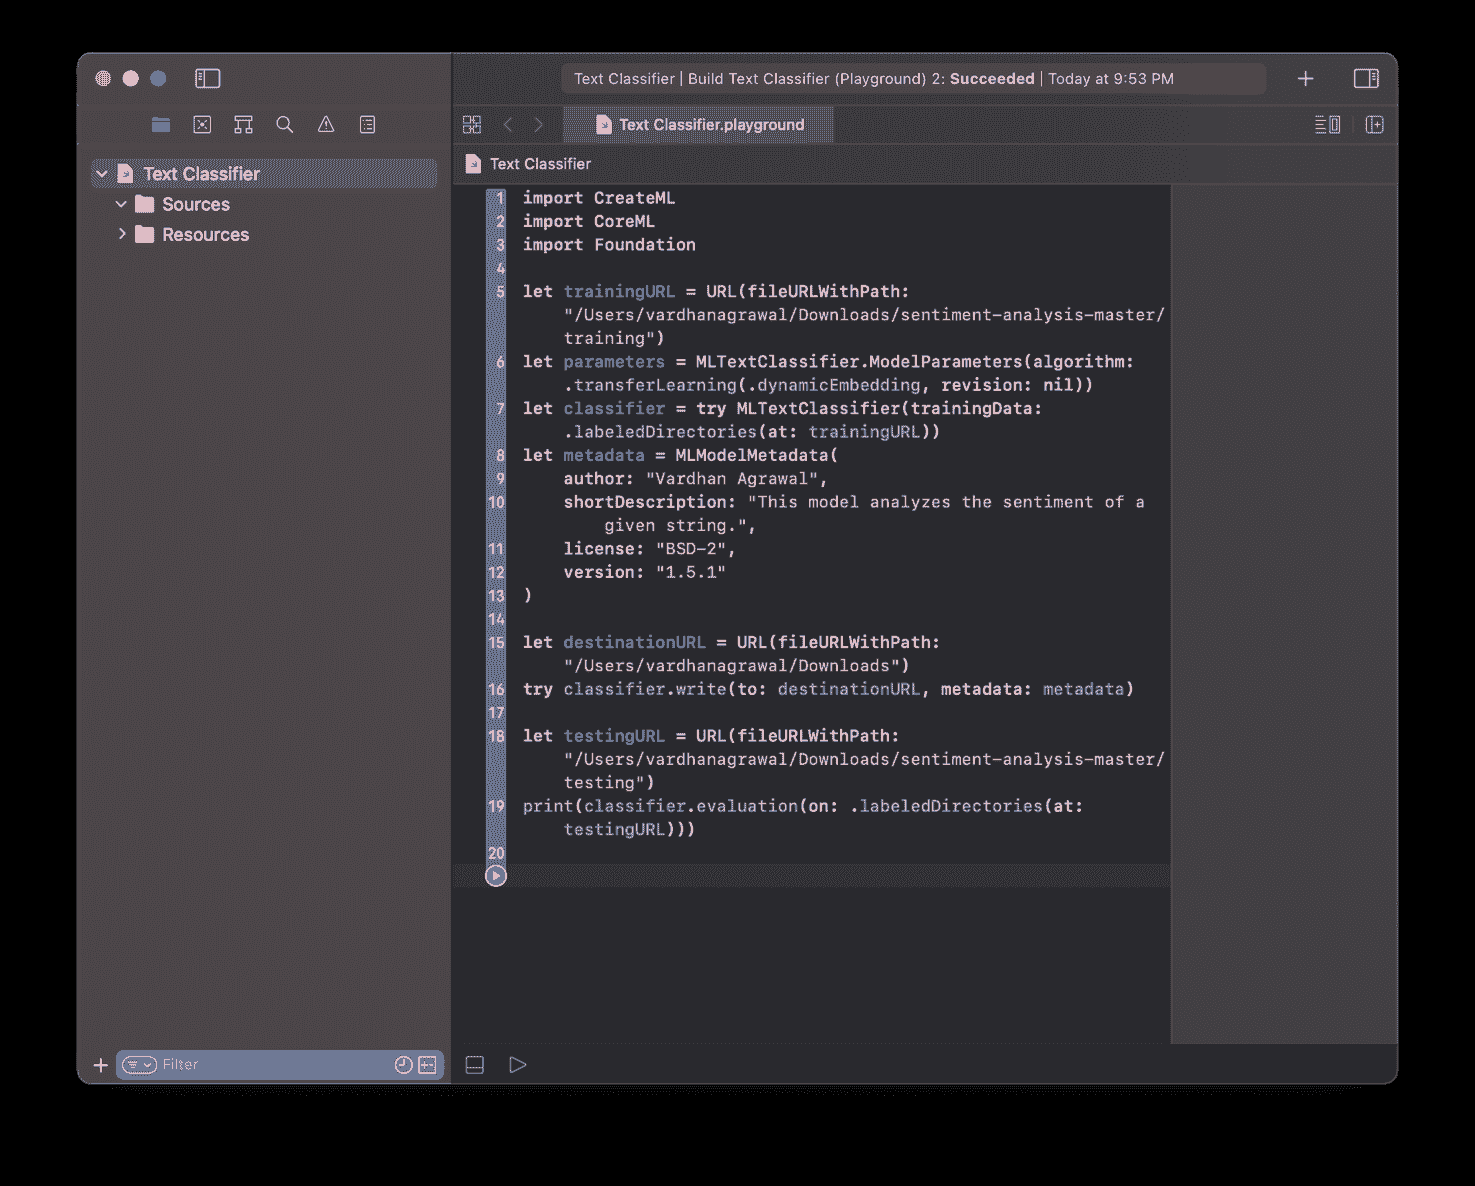 Text Classifier | Build Text Classifier (Playground) 2: Succeeded | Today at 9:53 PM
Text Classifier.playground
Text Classifier
Sources
Resources
Text Classifier
1 import CreateML
2 import CoreML
3 import Foundation
4
5 let trainingURL = URL(fileURLWithPath:
"/Users/vardhanagrawal/Downloads/sentiment-analysis-master/
training")
6 let parameters = MLTextClassifier.ModelParameters(algorithm:
.transferLearning(.dynamicEmbedding, revision: nil))
7 let classifier = try MLTextClassifier(trainingData:
.labeledDirectories(at: trainingURL))
8 let metadata = MLModelMetadata(
9 author: "Vardhan Agrawal",
10 shortDescription: "This model analyzes the sentiment of a
given string.",
11 license: "BSD-2",
12 version: "1.5.1"
13 )
14
15 let destinationURL = URL(fileURLWithPath:
"/Users/vardhanagrawal/Downloads")
16 try classifier.write(to: destinationURL, metadata: metadata)
17
18 let testingURL = URL(fileURLWithPath:
"/Users/vardhanagrawal/Downloads/sentiment-analysis-master/
testing")
19 print(classifier.evaluation(on: .labeledDirectories(at:
testingURL)))
20
Filter